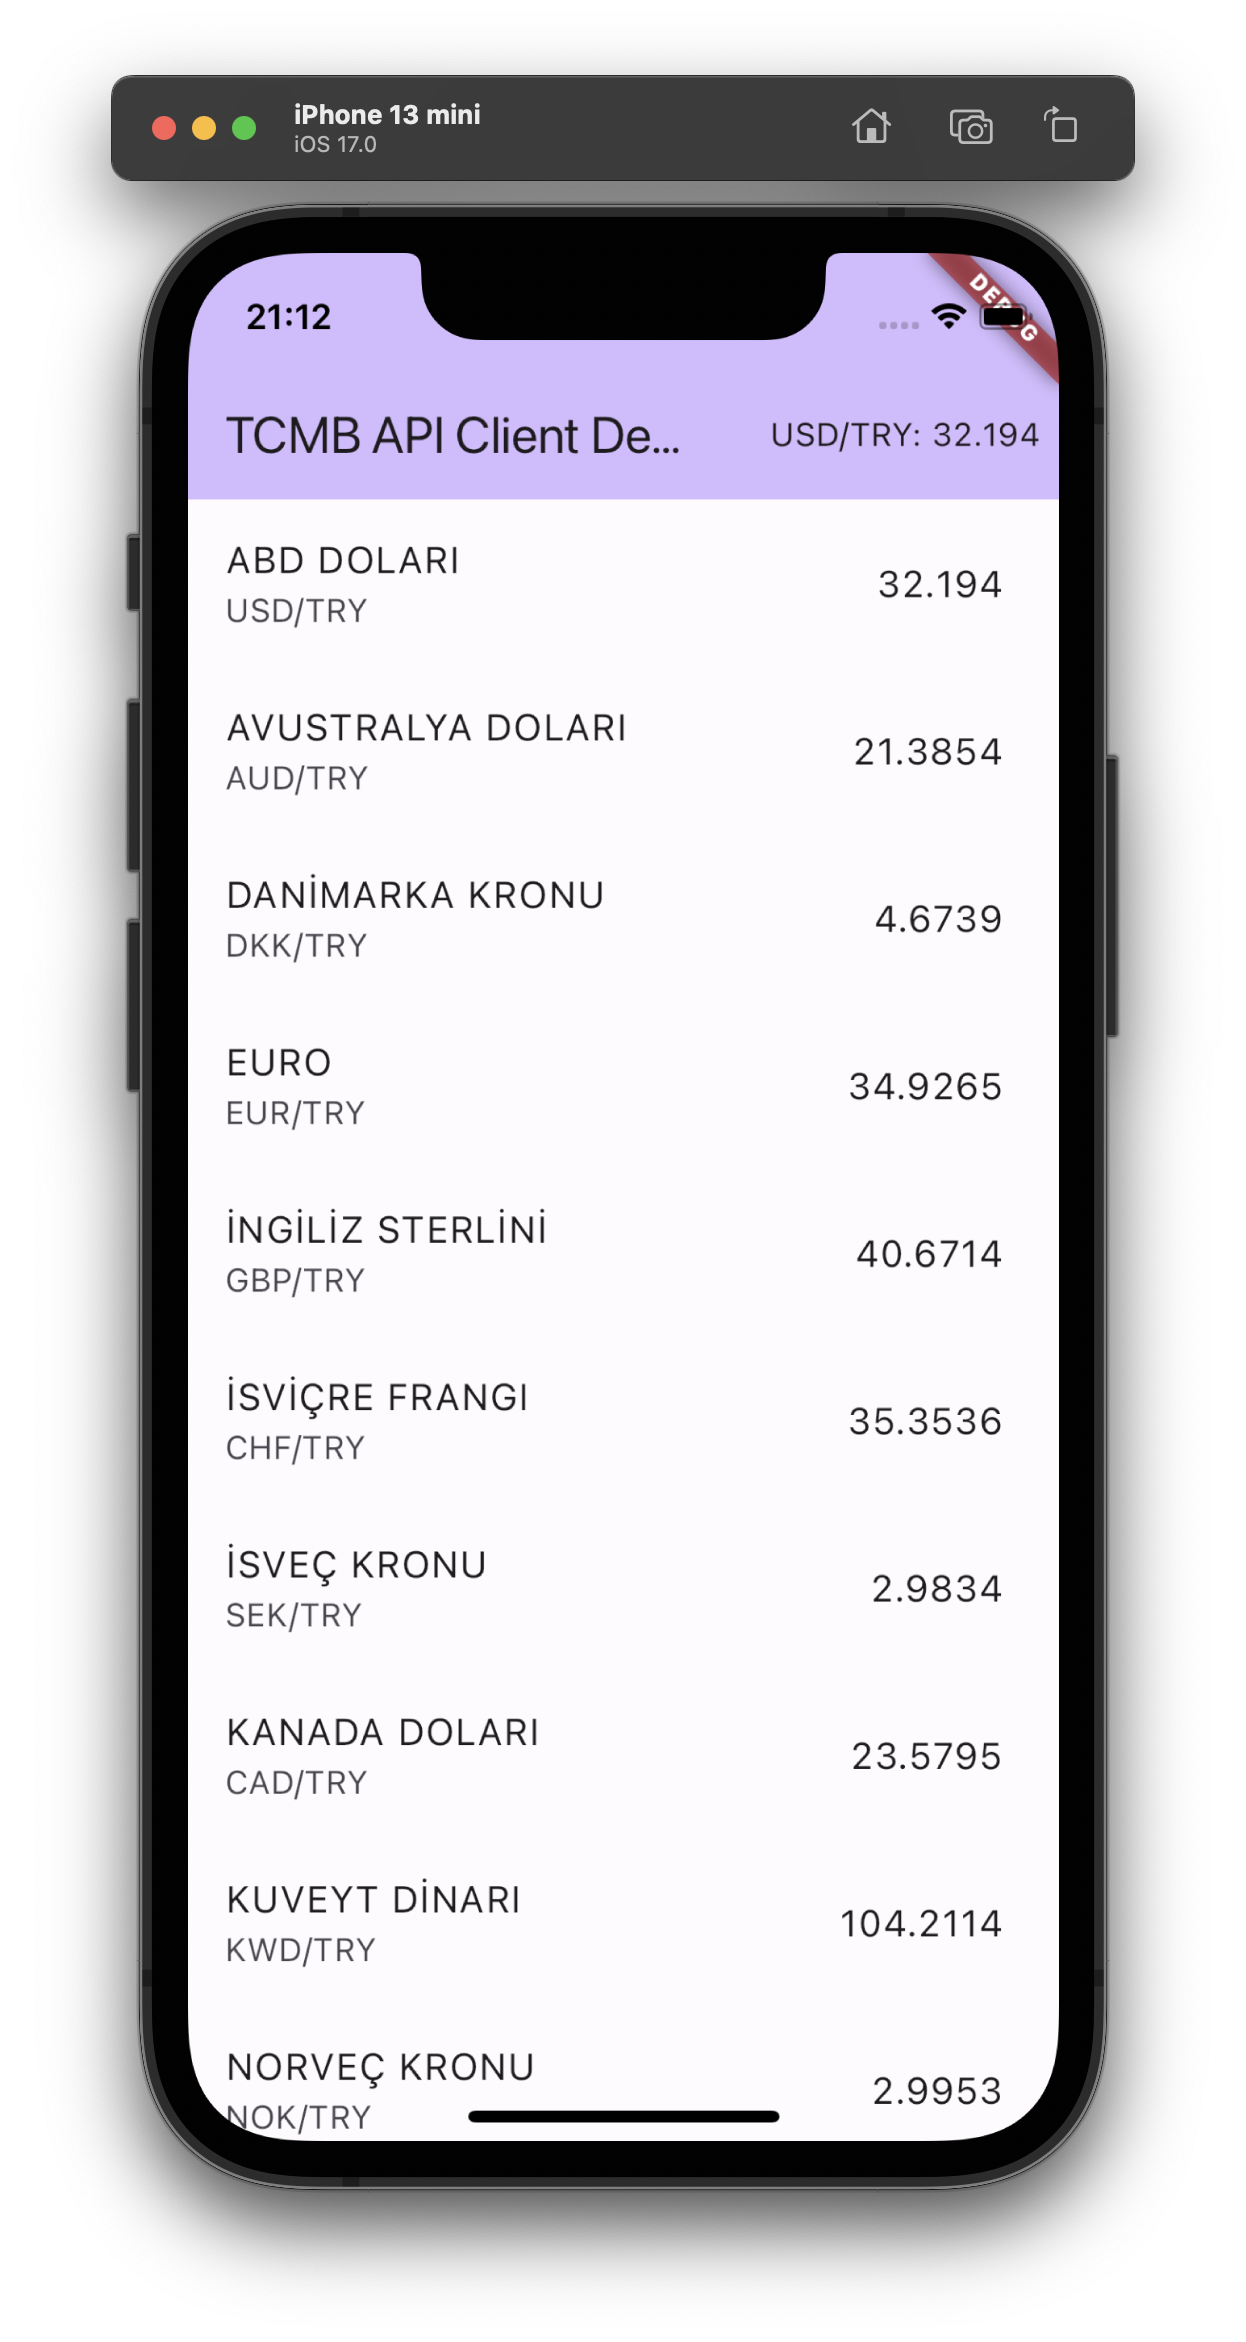 iPhone 13 mini
iOS 17.0
21:12
DEBUG
TCMB API Client De...
USD/TRY: 32.194
ABD DOLARI
USD/TRY
32.194
AVUSTRALYA DOLARI
AUD/TRY
21.3854
DANİMARKA KRONU
DKK/TRY
4.6739
EURO
EUR/TRY
34.9265
İNGİLİZ STERLİNİ
GBP/TRY
40.6714
İSVİÇRE FRANGI
CHF/TRY
35.3536
İSVEÇ KRONU
SEK/TRY
2.9834
KANADA DOLARI
CAD/TRY
23.5795
KUVEYT DİNARI
KWD/TRY
104.2114
NORVEÇ KRONU
NOK/TRY
2.9953